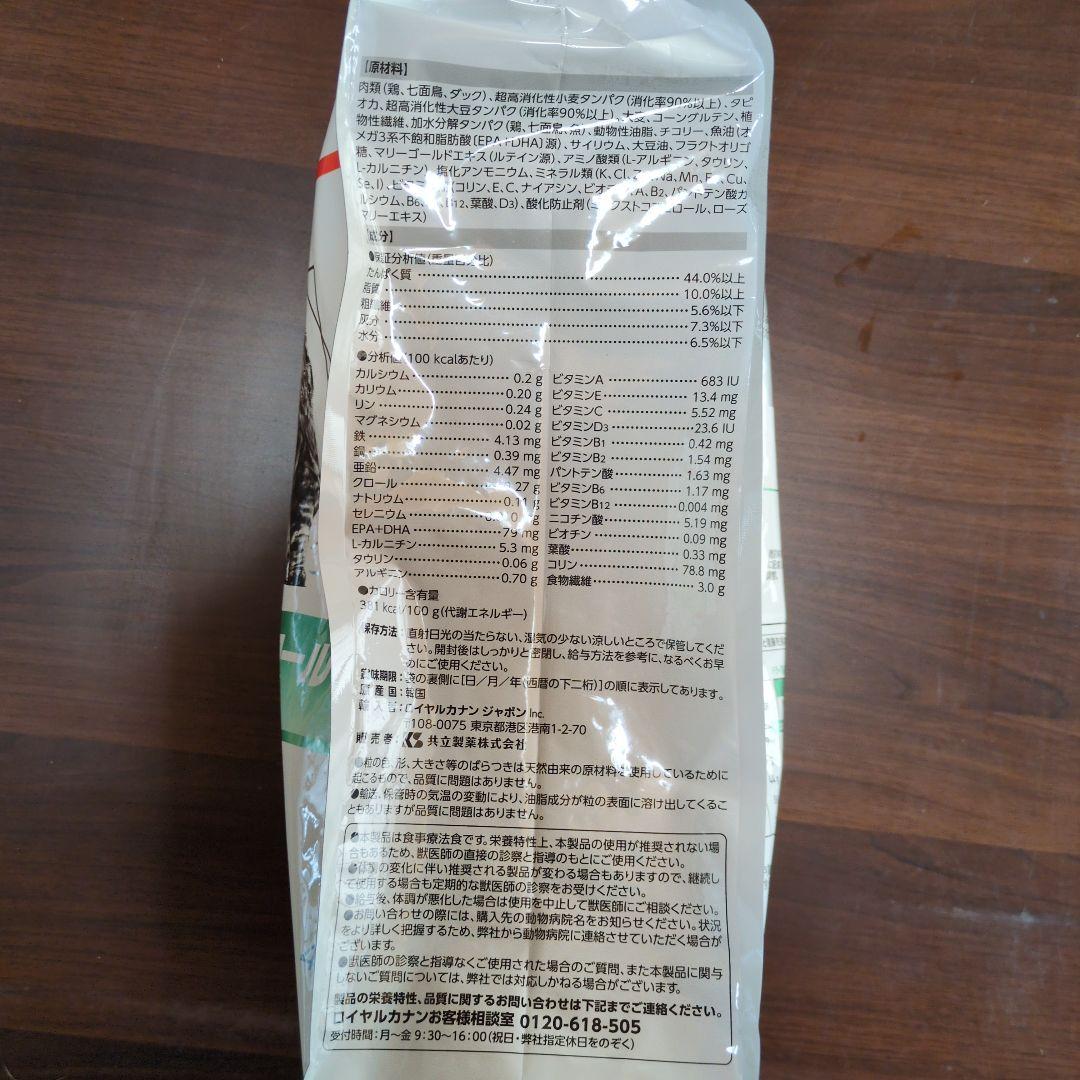 【原材料】
肉類(鶏、七面鳥、ダック)、超高消化性小麦タンパク(消化率90%以上)、タピ
オカ、超高消化性大豆タンパク(消化率90%以上)、大麦、コーングルテン、植
物性繊維、加水分解タンパク(鶏、七面鳥、魚)、動物性油脂、チコリー、魚油(オ
メガ3系不飽和脂肪酸〔EPA+DHA〕源)、サイリウム、大豆油、フラクトオリゴ
糖、マリーゴールドエキス(ルテイン源)、アミノ酸類(L-アルギニン、タウリン、
L-カルニチン)、塩化アンモニウム、ミネラル類(K、Cl、Na、Mn、Cu、
Se、I)、コリン、E、C、ナイアシン、A、B2、パントテン酸カ
ルシウム、B6、B12、葉酸、D3)、酸化防止剤(ローズ
マリーエキス)
【成分】
●保証分析値(重量百分比)
たんぱく質 44.0%以上
脂質 10.0%以上
粗繊維 5.6%以下
灰分 7.3%以下
水分 6.5%以下
●分析値(100 kcalあたり)
カルシウム 0.2 g ビタミンA 683 IU
カリウム 0.20 g ビタミンE 13.4 mg
リン 0.24 g ビタミンC 5.52 mg
マグネシウム 0.02 g ビタミンD3 23.6 IU
鉄 4.13 mg ビタミンB1 0.42 mg
銅 0.39 mg ビタミンB2 1.54 mg
亜鉛 4.47 mg パントテン酸 1.63 mg
クロール 27 g ビタミンB6 1.17 mg
ナトリウム 0.11 g ビタミンB12 0.004 mg
セレニウム ニコチン酸 5.19 mg
EPA+DHA 79 mg ビオチン 0.09 mg
L-カルニチン 5.3 mg 葉酸 0.33 mg
タウリン 0.06 g コリン 78.8 mg
アルギニン 0.70 g 食物繊維 3.0 g
●カロリー含有量
381 kcal/100 g(代謝エネルギー)
保存方法:直射日光の当たらない、湿気の少ない涼しいところで保管してくだ
さい。開封後はしっかりと密閉し、給与方法を参考に、なるべくお早
めにご使用ください。
賞味期限:袋の裏側に[日/月/年(西暦の下二桁)]の順に表示してあります。
原産国:韓国
輸入者:ロイヤルカナン ジャポン Inc.
〒108-0075 東京都港区港南1-2-70
販売者:KS 共立製薬株式会社
●粒の色、形、大きさ等のばらつきは天然由来の原材料を使用しているために
起こるもので、品質に問題はありません。
●輸送、保管時の気温の変動により、油脂成分が粒の表面に溶け出してくるこ
ともありますが品質に問題はありません。
●本製品は食事療法食です。栄養特性上、本製品の使用が推奨されない場
合もあるため、獣医師の直接の診察と指導のもとにご使用ください。
●体調の変化に伴い推奨される製品が変わる場合もありますので、継続し
て使用する場合も定期的な獣医師の診察をお受けください。
●給与後、体調が悪化した場合は使用を中止して獣医師にご相談ください。
●お問い合わせの際には、購入先の動物病院名をお知らせください。状況
をより詳しく把握するため、弊社から動物病院に連絡させていただく場合が
ございます。
●獣医師の診察と指導なくご使用された場合のご質問、また本製品に関与
しないご質問については、弊社では対応しかねる場合がございます。
製品の栄養特性、品質に関するお問い合わせは下記までご連絡ください。
ロイヤルカナンお客様相談室 0120-618-505
受付時間:月〜金 9:30〜16:00(祝日・弊社指定休日をのぞく)